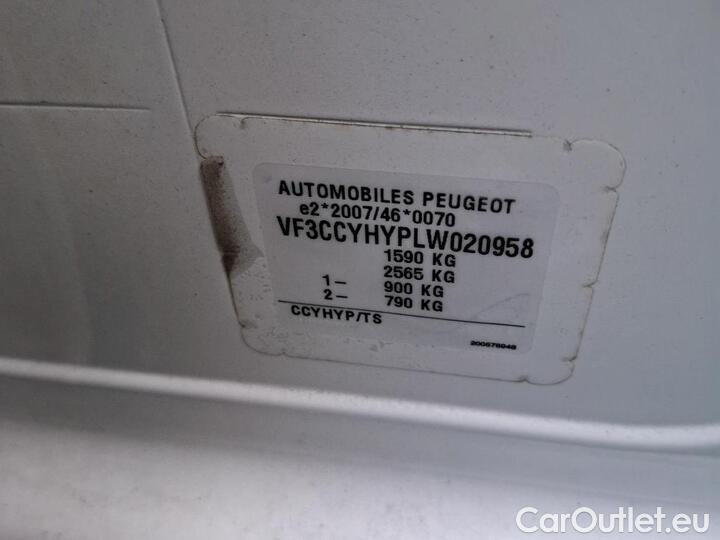 AUTOMOBILES PEUGEOT
e2*2007/46*0070
VF3CCYHYPLW020958
1590 KG
2565 KG
1– 900 KG
2– 790 KG
CCYHYP/TS
200578948
CarOutlet.eu